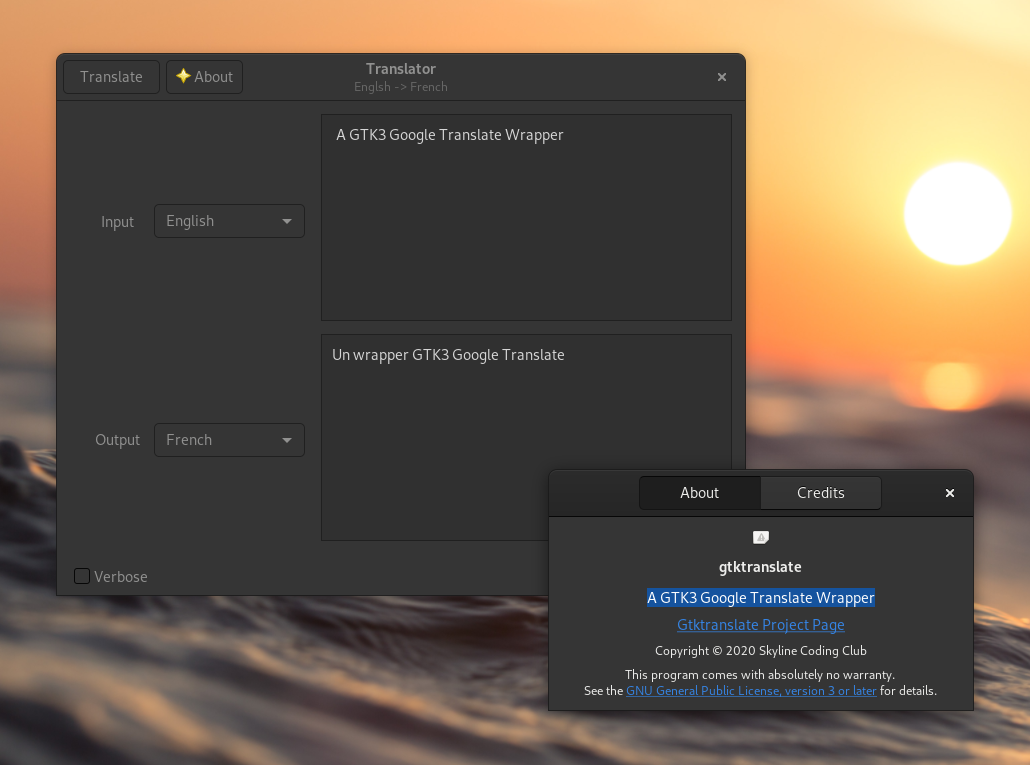 Translate
About
Translator
Englsh -> French
A GTK3 Google Translate Wrapper
Input
English
Un wrapper GTK3 Google Translate
Output
French
Verbose
About
Credits
gtktranslate
A GTK3 Google Translate Wrapper
Gtktranslate Project Page
Copyright © 2020 Skyline Coding Club
This program comes with absolutely no warranty.
See the GNU General Public License, version 3 or later for details.